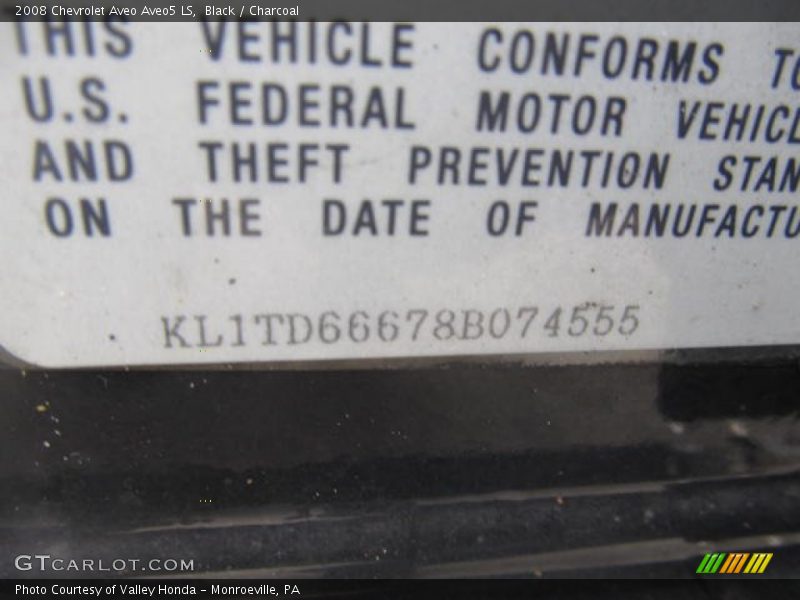 2008 Chevrolet Aveo Aveo5 LS, Black / Charcoal
THIS VEHICLE CONFORMS TO
U.S. FEDERAL MOTOR VEHICL
AND THEFT PREVENTION STAN
ON THE DATE OF MANUFACTU
KL1TD66678B074555
GTCARLOT.COM
Photo Courtesy of Valley Honda - Monroeville, PA